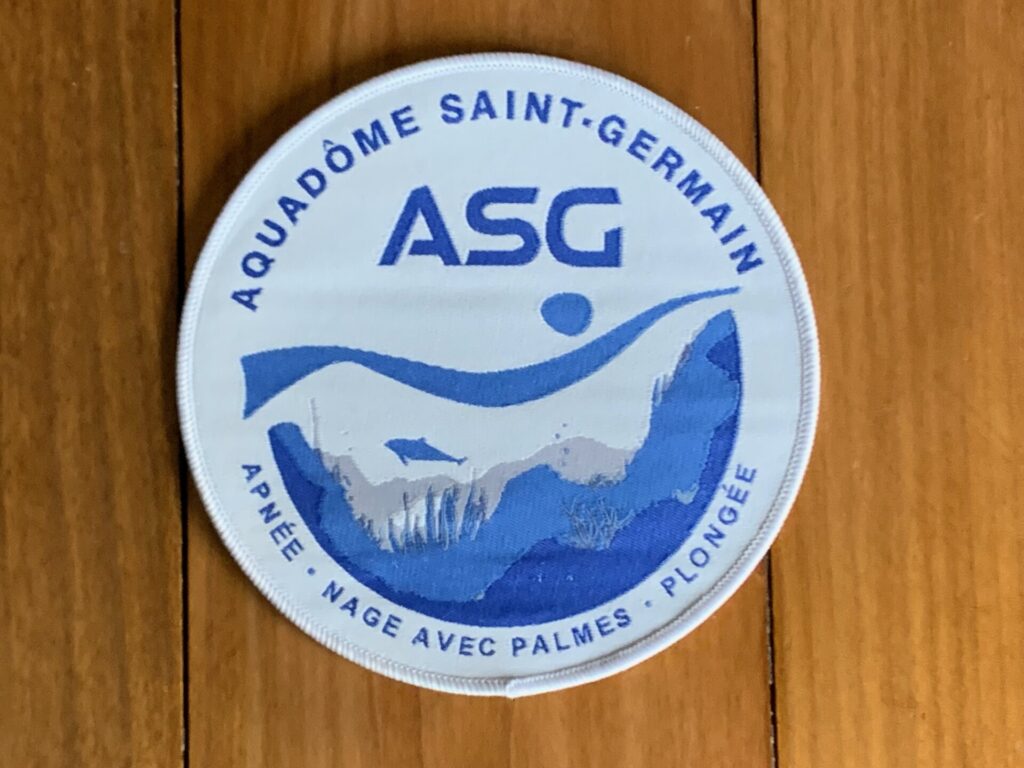 AQUADÔME SAINT-GERMAIN
ASG
APNÉE • NAGE AVEC PALMES • PLONGÉE